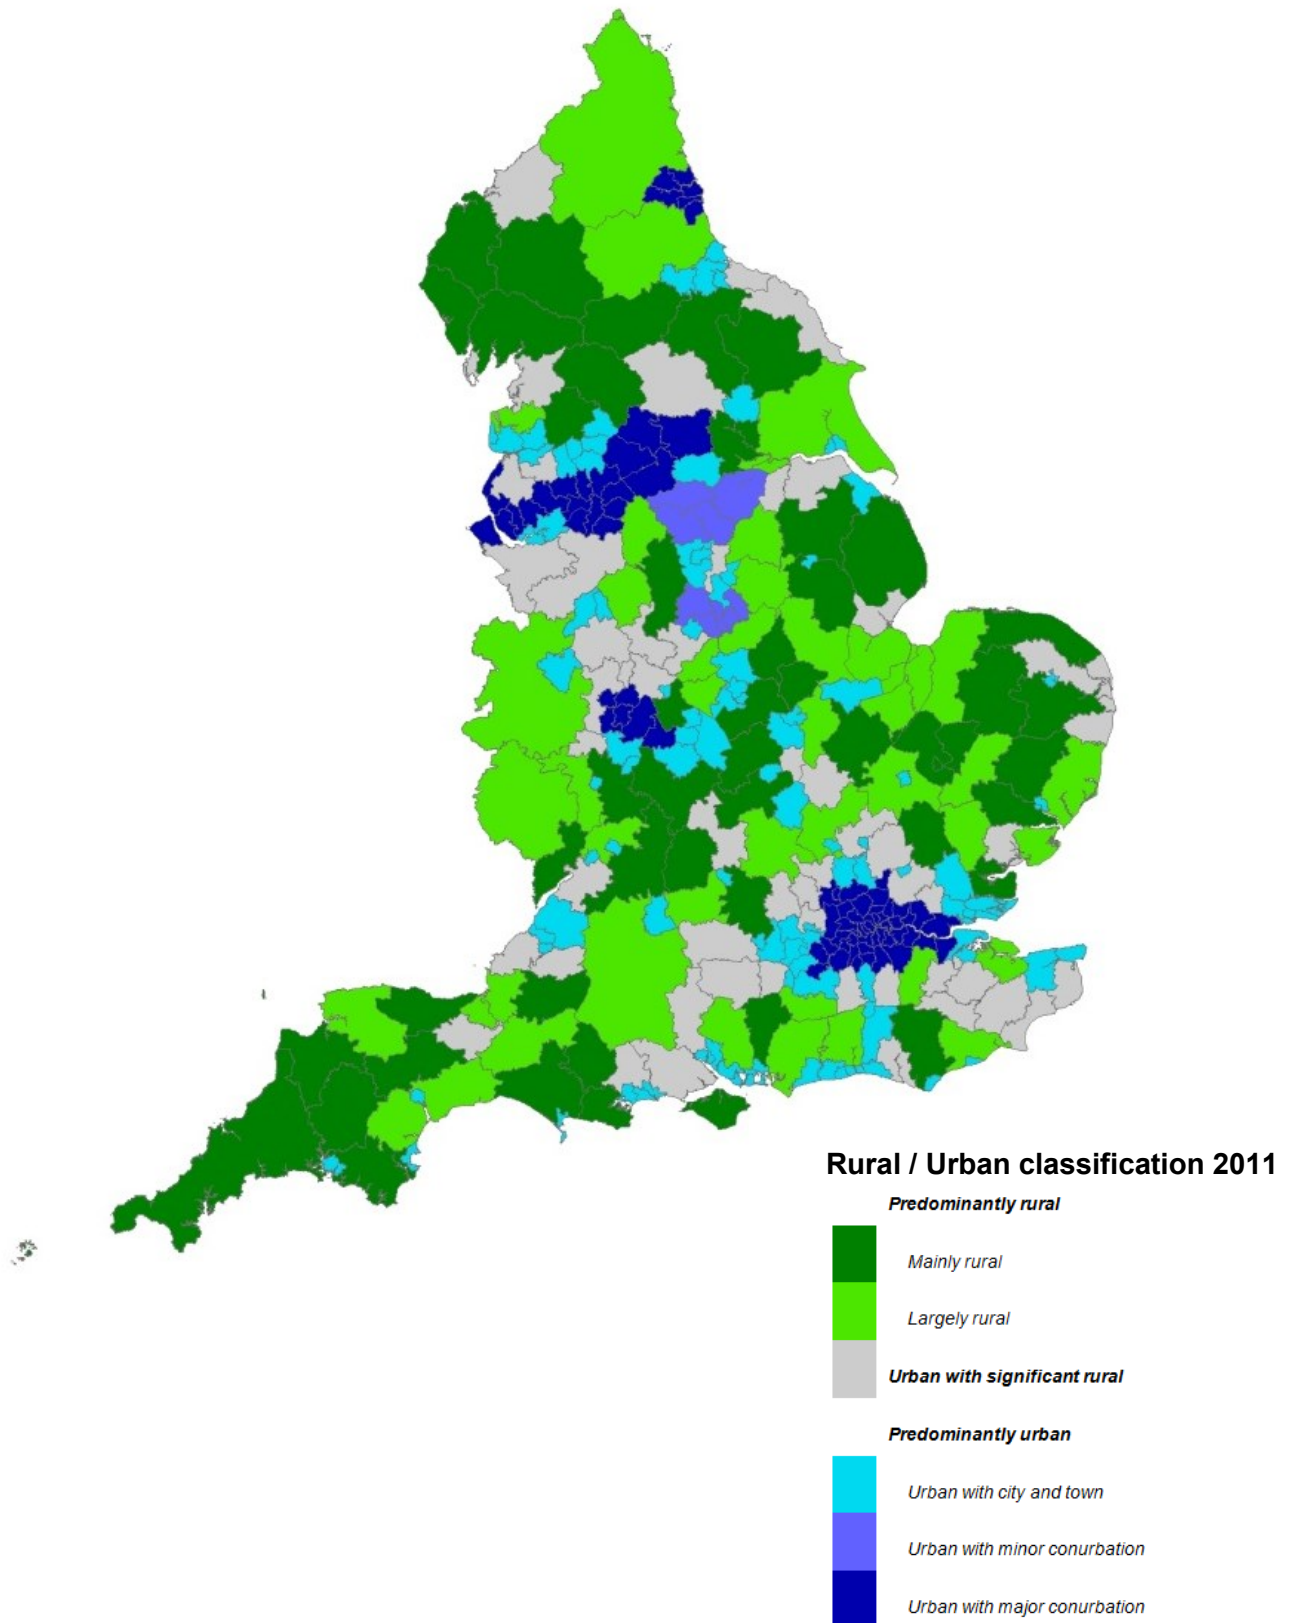 Rural / Urban classification 2011
Predominantly rural
Mainly rural
Largely rural
Urban with significant rural
Predominantly urban
Urban with city and town
Urban with minor conurbation
Urban with major conurbation